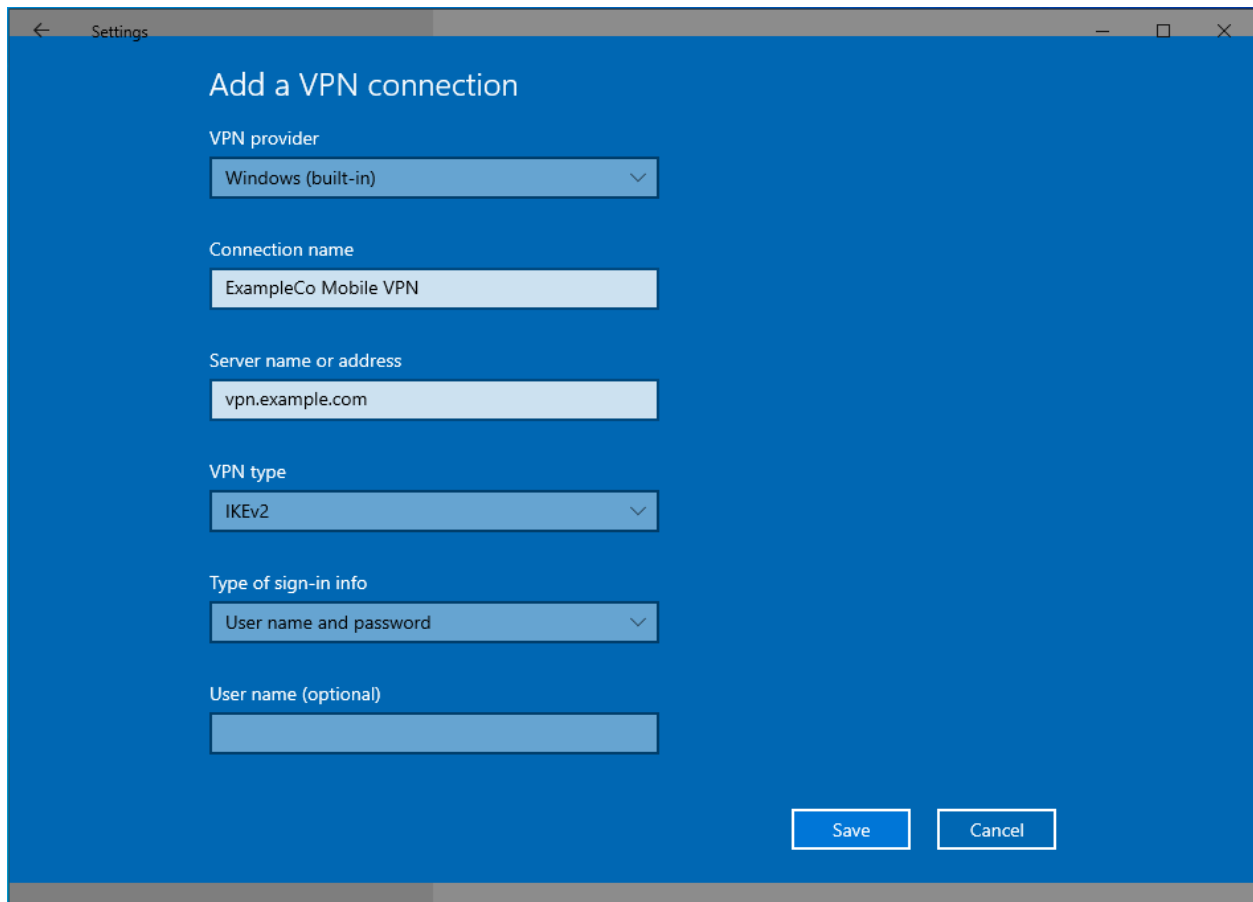 Settings
Add a VPN connection
VPN provider
Windows (built-in)
Connection name
ExampleCo Mobile VPN
Server name or address
vpn.example.com
VPN type
IKEv2
Type of sign-in info
User name and password
User name (optional)
Save Cancel